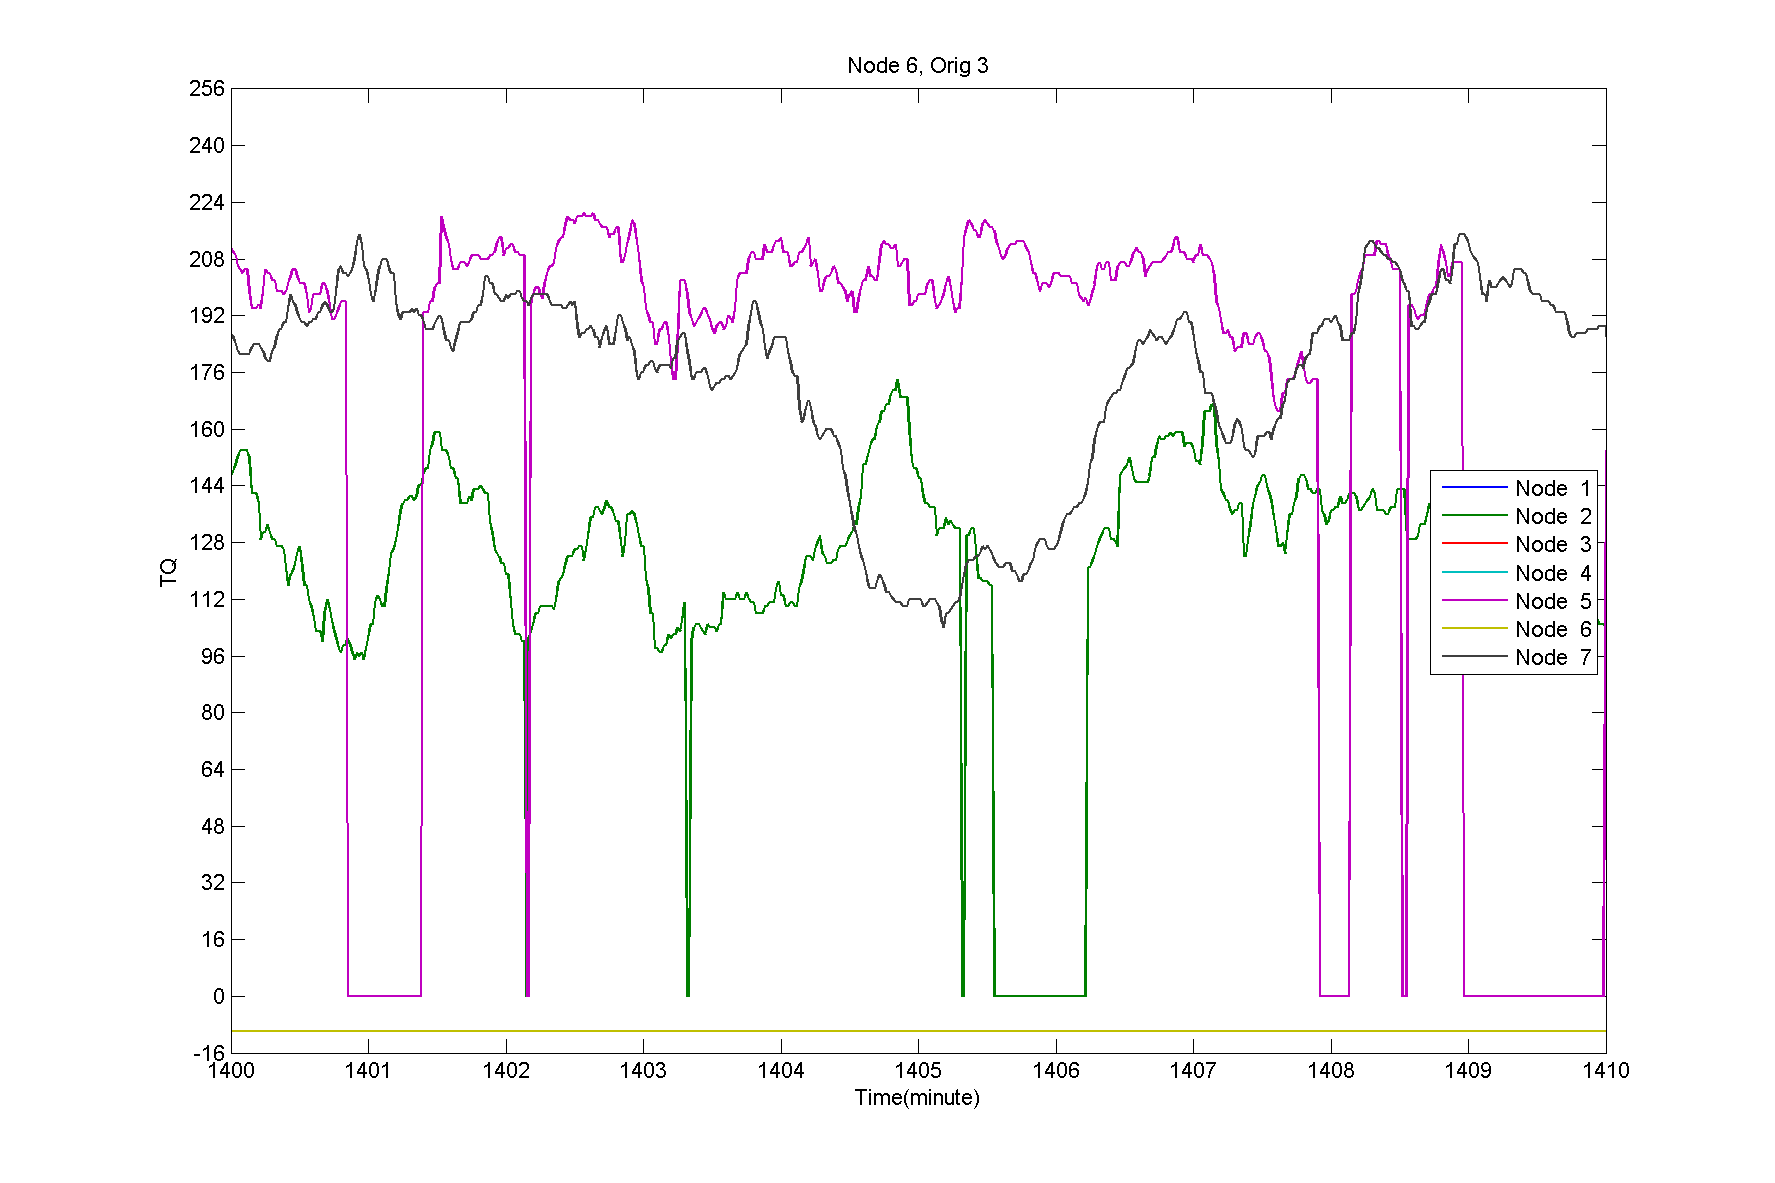 Node 6, Orig 3
256
240
224
208
192
176
160
144
128
112
96
80
64
48
32
16
0
-16
TQ
1400 1401 1402 1403 1404 1405 1406 1407 1408 1409 1410
Time(minute)
Node 1
Node 2
Node 3
Node 4
Node 5
Node 6
Node 7